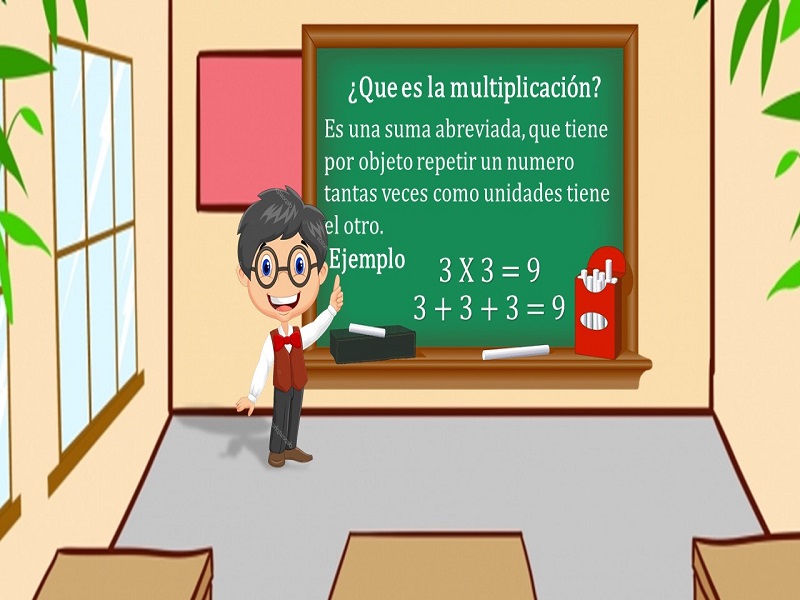 ¿Que es la multiplicación?
Es una suma abreviada, que tiene
por objeto repetir un numero
tantas veces como unidades tiene
el otro.
Ejemplo
3 X 3 = 9
3 + 3 + 3 = 9